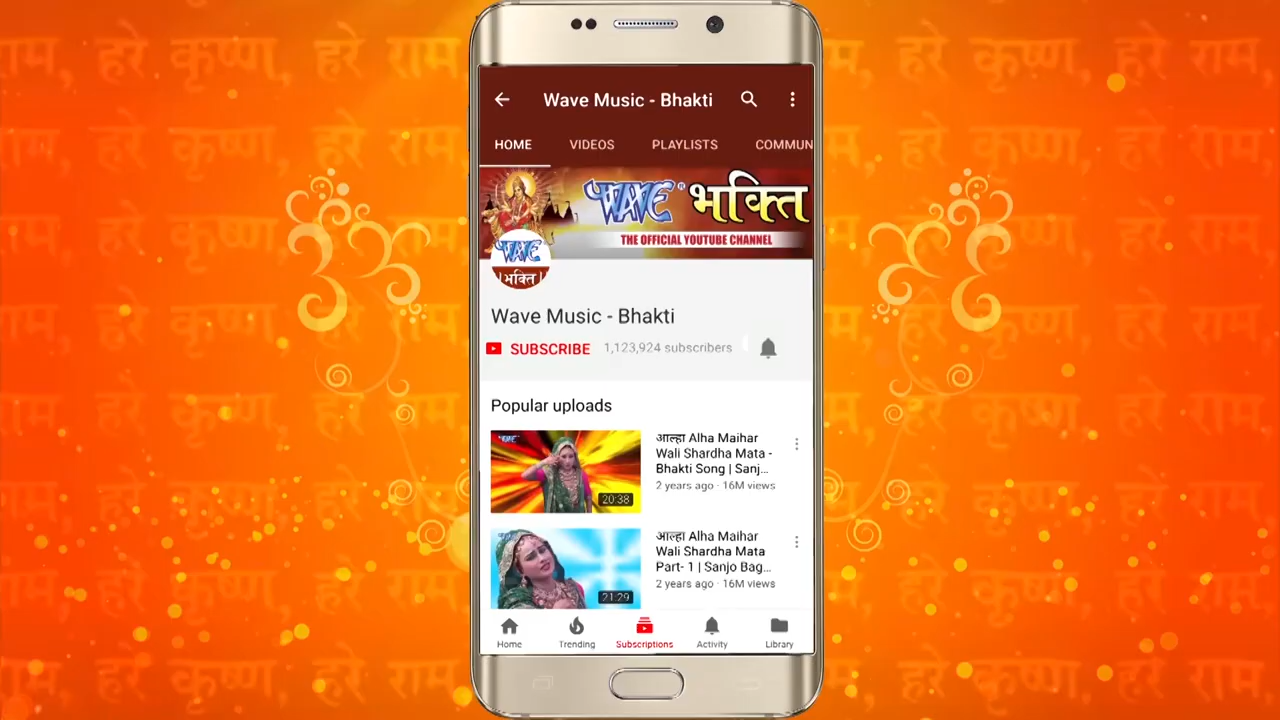 हरे कृष्ण, हरे राम,
Wave Music - Bhakti
HOME VIDEOS PLAYLISTS COMMUN
WAVE® भक्ति
THE OFFICIAL YOUTUBE CHANNEL
WAVE
भक्ति
Wave Music - Bhakti
SUBSCRIBE 1,123,924 subscribers
Popular uploads
आल्हा Alha Maihar
Wali Shardha Mata -
Bhakti Song | Sanj...
2 years ago · 16M views
WAVE
20:38
आल्हा Alha Maihar
Wali Shardha Mata
Part- 1 | Sanjo Bag...
2 years ago · 16M views
21:29
Home Trending Subscriptions Activity Library